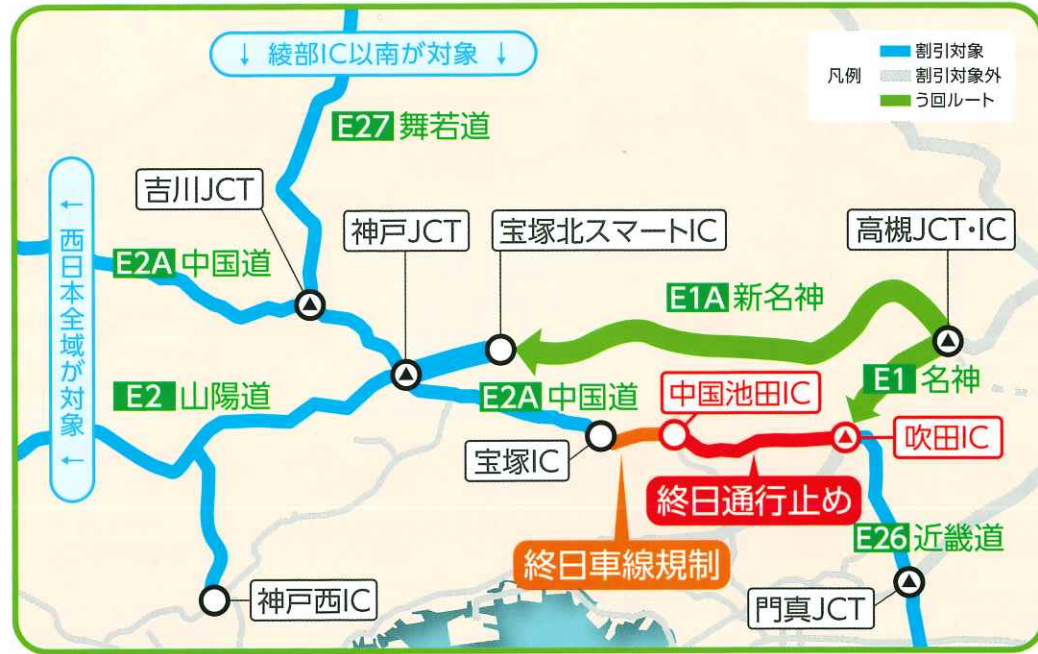 ↓ 綾部IC以南が対象 ↓
凡例
割引対象
割引対象外
う回ルート
E27 舞若道
吉川JCT
神戸JCT
宝塚北スマートIC
高槻JCT・IC
← 西日本全域が対象 ←
E2A 中国道
E1A 新名神
E1 名神
E2 山陽道
E2A 中国道
中国池田IC
宝塚IC
吹田IC
終日通行止め
終日車線規制
E26 近畿道
神戸西IC
門真JCT